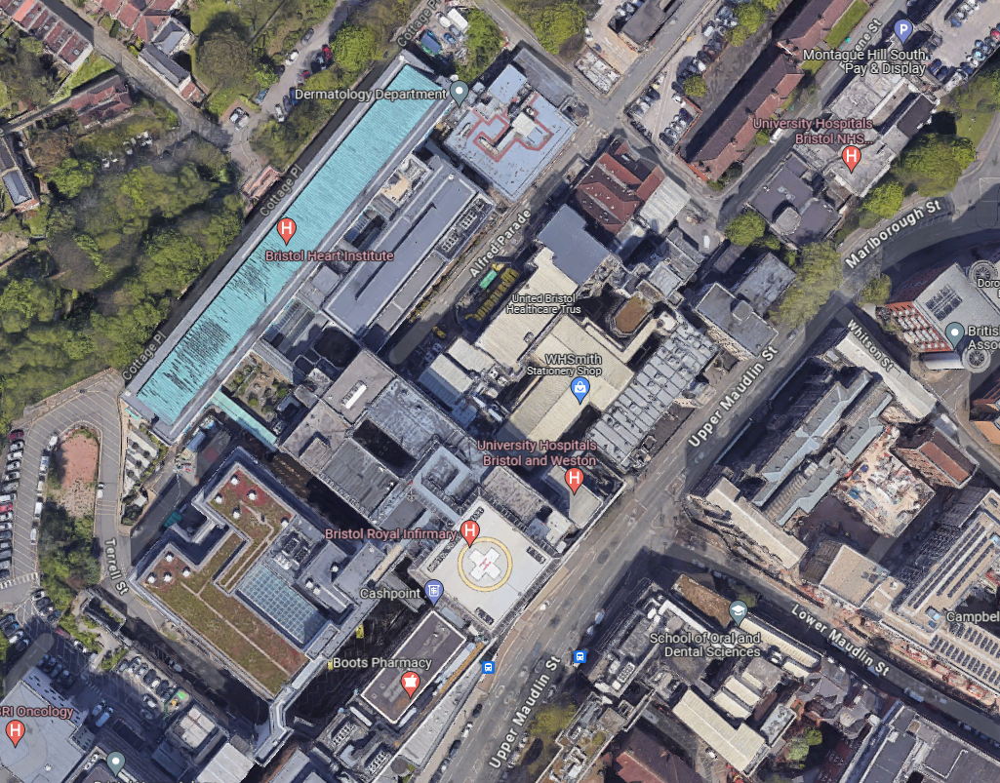 Cottage Pl
Montague Hill South
Pay & Display
Dermatology Department
University Hospitals
Bristol NHS...
Cottage Pl
Marlborough St
Bristol Heart Institute
Alfred Parade
United Bristol
Healthcare Trus
Whitson St
Cottage Pl
WHSmith
Stationery Shop
Upper Maudlin St
University Hospitals
Bristol and Weston
Bristol Royal Infirmary
Terrell St
Cashpoint
Lower Maudlin St
Campbel
School of Oral and
Dental Sciences
Boots Pharmacy
Upper Maudlin St
RI Oncology